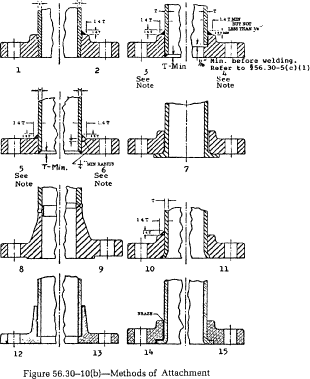 T
T
1.4 T
1.4 T MIN
BUT NOT
LESS THAN ⅛"
1
2
3
See
Note
T-Min
"R" Min. before welding.
4
Refer to §56.30-5(c)(1)
See
Note
1.4 T
1.4 T
5
See
Note
T-Min.
MIN RADIUS
6
See
Note
7
T
1.4 T
8
9
10
11
BRAZE
12
13
14
15
Figure 56.30-10(b)—Methods of Attachment